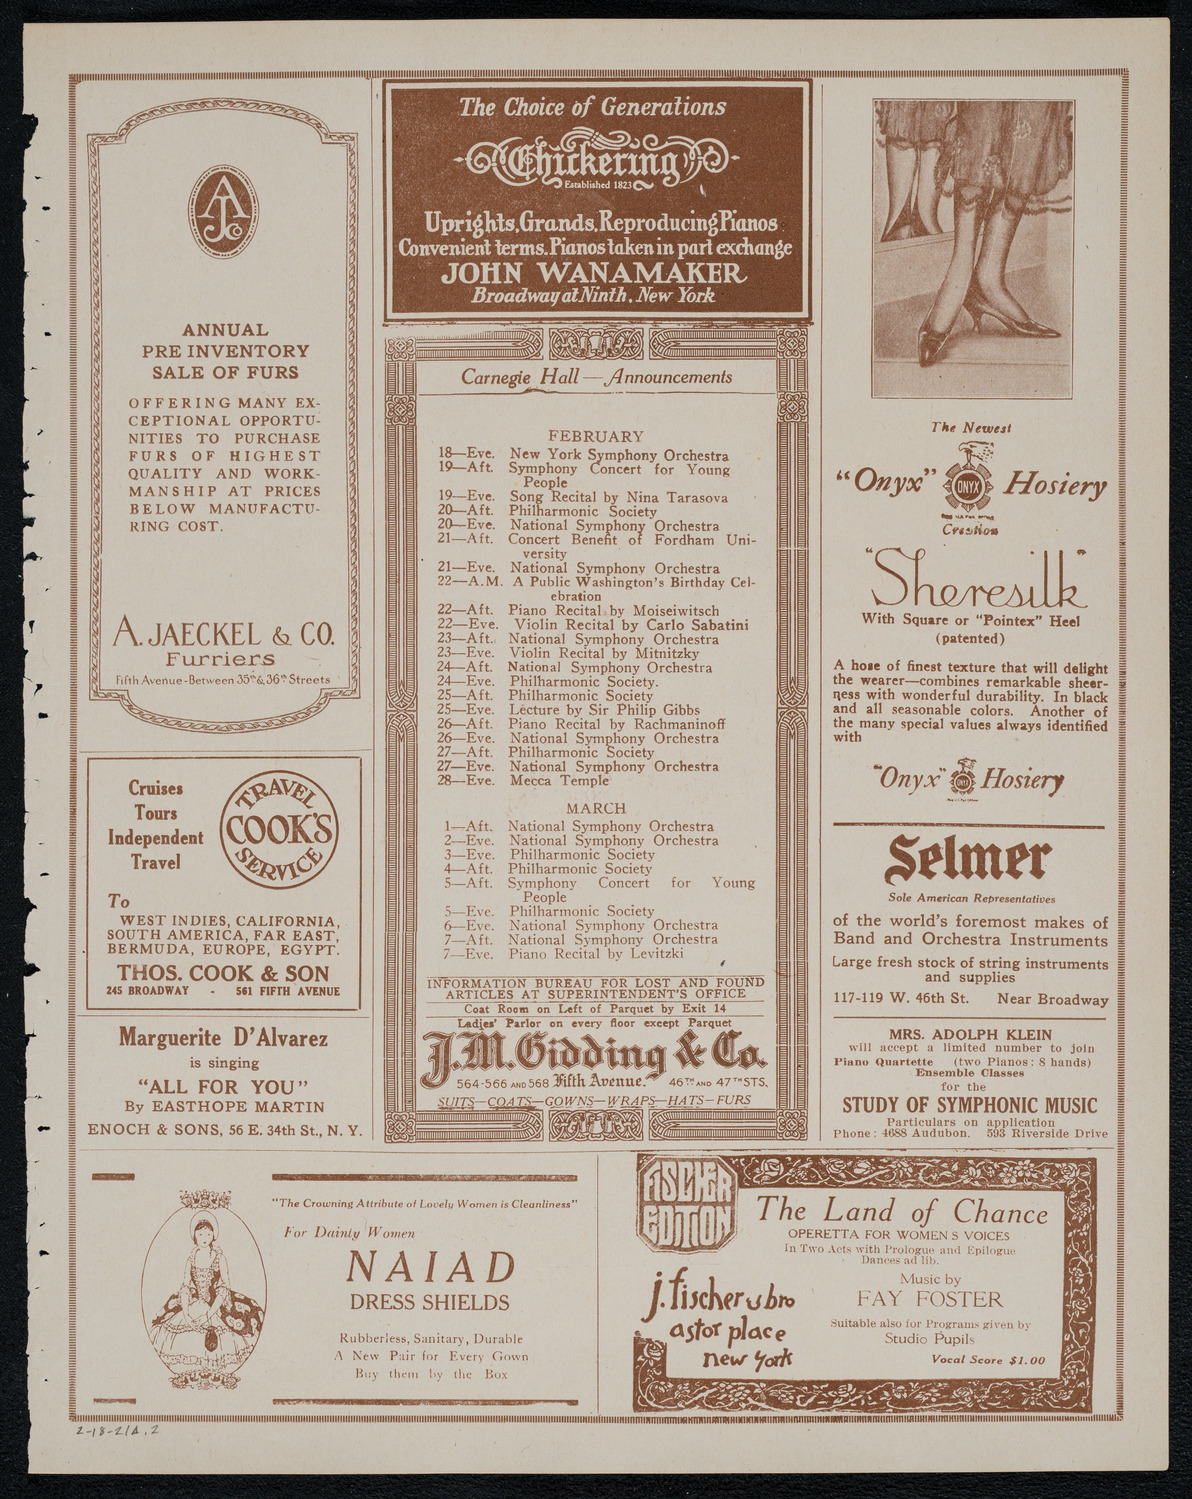 AJCo
ANNUAL
PRE INVENTORY
SALE OF FURS
OFFERING MANY EX-
CEPTIONAL OPPORTU-
NITIES TO PURCHASE
FURS OF HIGHEST
QUALITY AND WORK-
MANSHIP AT PRICES
BELOW MANUFACTU-
RING COST.
A. JAECKEL & CO.
Furriers
Fifth Avenue-Between 35th & 36th Streets
Cruises
Tours
Independent
Travel
TRAVEL
COOK'S
SERVICE
To
WEST INDIES, CALIFORNIA,
SOUTH AMERICA, FAR EAST,
BERMUDA, EUROPE, EGYPT.
THOS. COOK & SON
245 BROADWAY - 561 FIFTH AVENUE
Marguerite D'Alvarez
is singing
"ALL FOR YOU"
By EASTHOPE MARTIN
ENOCH & SONS, 56 E. 34th St., N. Y.
The Choice of Generations
Chickering
Established 1823
Uprights, Grands, Reproducing Pianos
Convenient terms. Pianos taken in part exchange
JOHN WANAMAKER
Broadway at Ninth, New York
Carnegie Hall — Announcements
FEBRUARY
18—Eve. New York Symphony Orchestra
19—Aft. Symphony Concert for Young
People
19—Eve. Song Recital by Nina Tarasova
20—Aft. Philharmonic Society
20—Eve. National Symphony Orchestra
21—Aft. Concert Benefit of Fordham Uni-
versity
21—Eve. National Symphony Orchestra
22—A.M. A Public Washington's Birthday Cel-
ebration
22—Aft. Piano Recital by Moiseiwitsch
22—Eve. Violin Recital by Carlo Sabatini
23—Aft. National Symphony Orchestra
23—Eve. Violin Recital by Mitnitzky
24—Aft. National Symphony Orchestra
24—Eve. Philharmonic Society.
25—Aft. Philharmonic Society
25—Eve. Lecture by Sir Philip Gibbs
26—Aft. Piano Recital by Rachmaninoff
26—Eve. National Symphony Orchestra
27—Aft. Philharmonic Society
27—Eve. National Symphony Orchestra
28—Eve. Mecca Temple
MARCH
1—Aft. National Symphony Orchestra
2—Eve. National Symphony Orchestra
3—Eve. Philharmonic Society
4—Aft. Philharmonic Society
5—Aft. Symphony Concert for Young
People
5—Eve. Philharmonic Society
6—Eve. National Symphony Orchestra
7—Aft. National Symphony Orchestra
7—Eve. Piano Recital by Levitzki
INFORMATION BUREAU FOR LOST AND FOUND
ARTICLES AT SUPERINTENDENT'S OFFICE
Coat Room on Left of Parquet by Exit 14
Ladies' Parlor on every floor except Parquet
J. M. Gidding & Co.
564-566 AND 568 Fifth Avenue. 46TH AND 47TH STS.
SUITS—COATS—GOWNS—WRAPS—HATS—FURS
The Newest
"Onyx" ONYX Hosiery
Creation
"Sheresilk"
With Square or "Pointex" Heel
(patented)
A hose of finest texture that will delight
the wearer—combines remarkable sheer-
ness with wonderful durability. In black
and all seasonable colors. Another of
the many special values always identified
with
"Onyx" Hosiery
Selmer
Sole American Representatives
of the world's foremost makes of
Band and Orchestra Instruments
Large fresh stock of string instruments
and supplies
117-119 W. 46th St. Near Broadway
MRS. ADOLPH KLEIN
will accept a limited number to join
Piano Quartette (two Pianos: 8 hands)
Ensemble Classes
for the
STUDY OF SYMPHONIC MUSIC
Particulars on application
Phone: 4688 Audubon. 593 Riverside Drive
"The Crowning Attribute of Lovely Women is Cleanliness"
For Dainty Women
NAIAD
DRESS SHIELDS
Rubberless, Sanitary, Durable
A New Pair for Every Gown
Buy them by the Box
FISCHER
EDITION
The Land of Chance
OPERETTA FOR WOMEN S VOICES
In Two Acts with Prologue and Epilogue
Dances ad lib.
Music by
FAY FOSTER
Suitable also for Programs given by
Studio Pupils
Vocal Score $1.00
j. fischer & bro
astor place
new york
2-18-21A.2